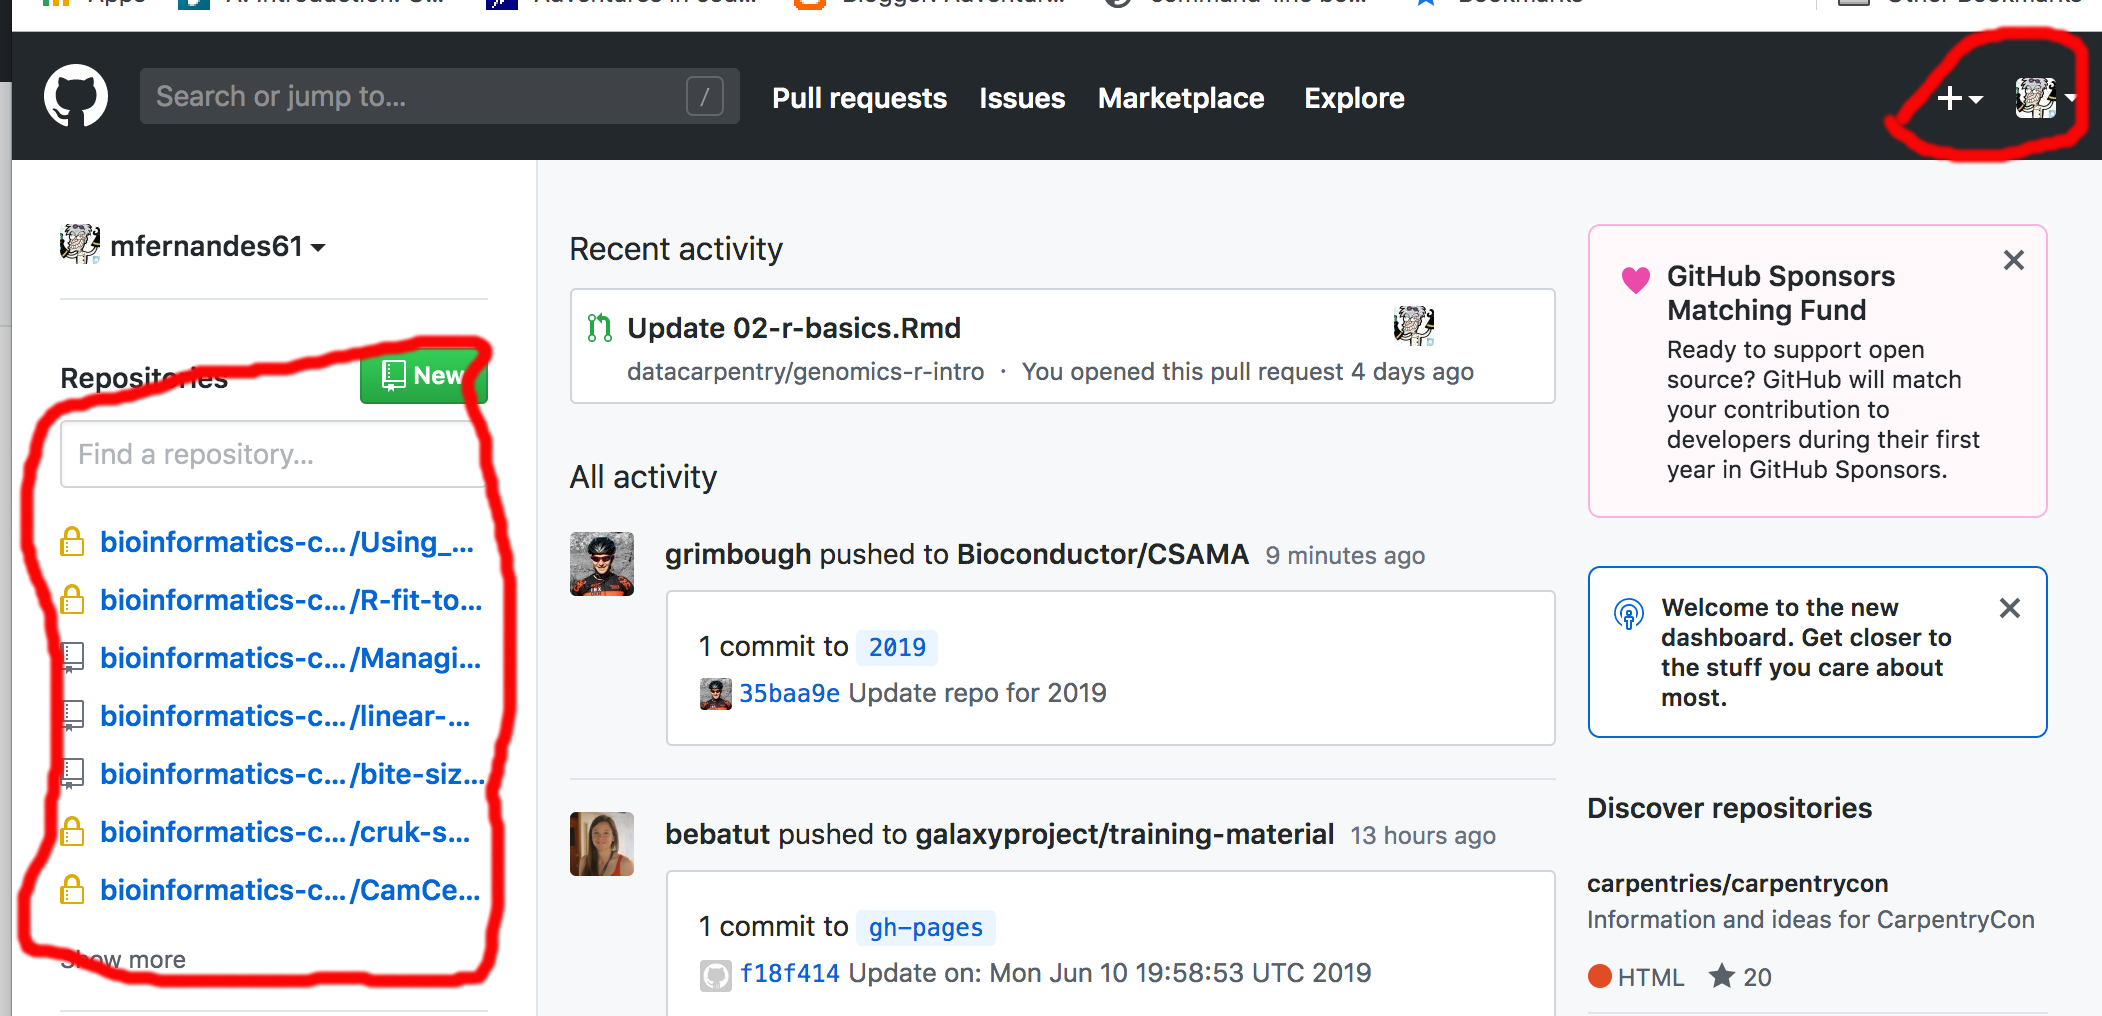 Apps
Bookmarks
Other Bookmarks
Search or jump to...
/
Pull requests
Issues
Marketplace
Explore
mfernandes61
Repositories
New
Find a repository...
bioinformatics-c... /Using_...
bioinformatics-c... /R-fit-to...
bioinformatics-c... /Managi...
bioinformatics-c... /linear-...
bioinformatics-c... /bite-siz...
bioinformatics-c... /cruk-s...
bioinformatics-c... /CamCe...
Show more
Recent activity
Update 02-r-basics.Rmd
datacarpentry/genomics-r-intro · You opened this pull request 4 days ago
All activity
grimbough pushed to Bioconductor/CSAMA 9 minutes ago
1 commit to 2019
35baa9e Update repo for 2019
bebatut pushed to galaxyproject/training-material 13 hours ago
1 commit to gh-pages
f18f414 Update on: Mon Jun 10 19:58:53 UTC 2019
GitHub Sponsors
Matching Fund
Ready to support open
source? GitHub will match
your contribution to
developers during their first
year in GitHub Sponsors.
Welcome to the new
dashboard. Get closer to
the stuff you care about
most.
Discover repositories
carpentries/carpentrycon
Information and ideas for CarpentryCon
HTML 20